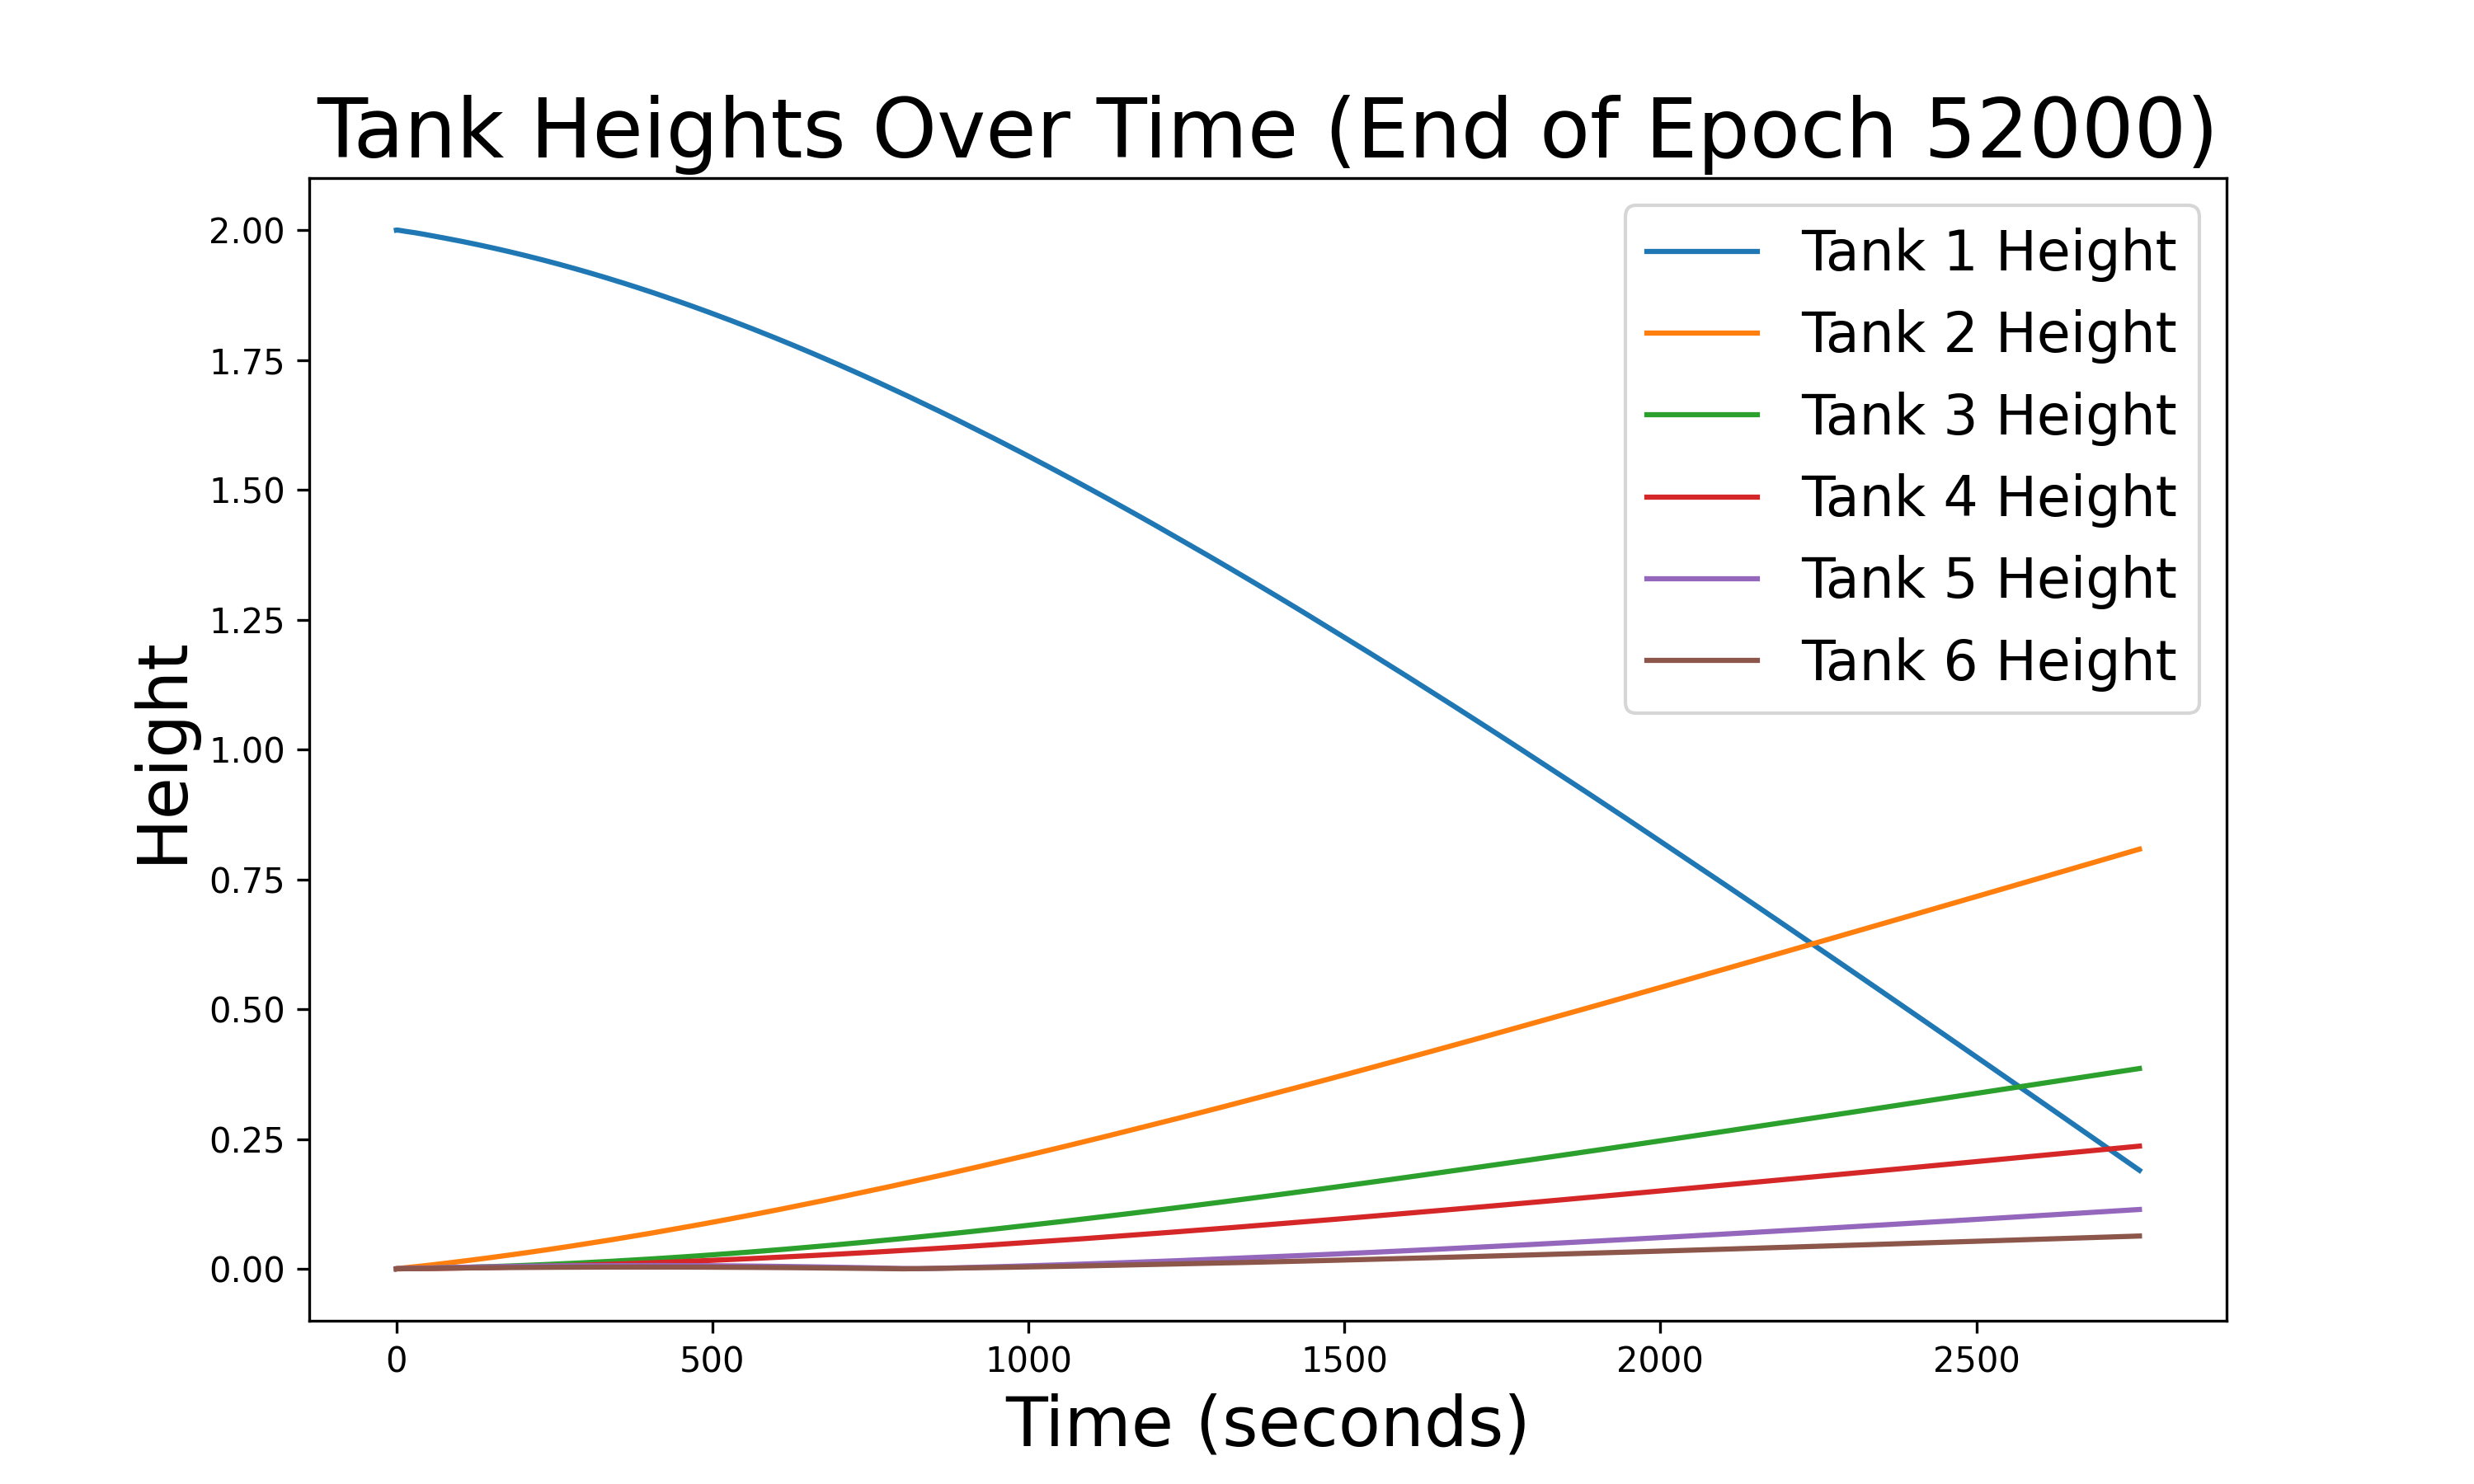 Tank Heights Over Time (End of Epoch 52000)
Tank 1 Height
Tank 2 Height
Tank 3 Height
Tank 4 Height
Tank 5 Height
Tank 6 Height
Height
2.00
1.75
1.50
1.25
1.00
0.75
0.50
0.25
0.00
0 500 1000 1500 2000 2500
Time (seconds)